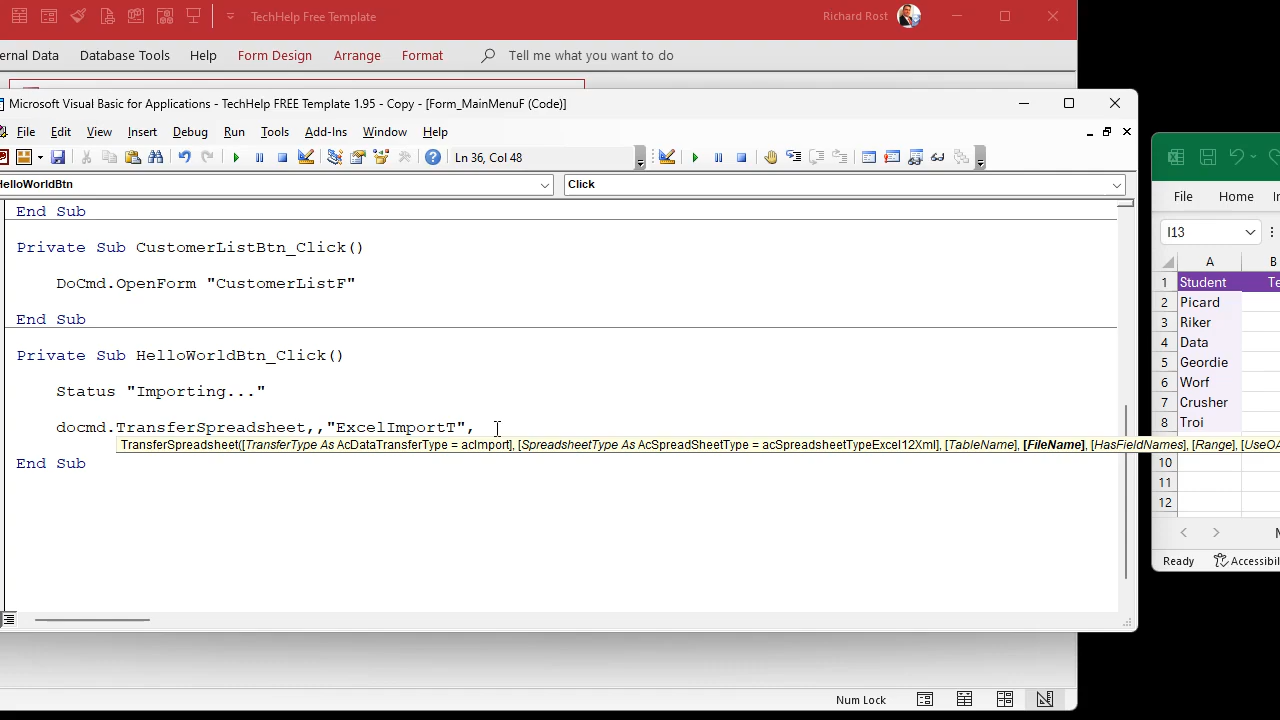 TechHelp Free Template
Richard Rost
ernal Data Database Tools Help Form Design Arrange Format Tell me what you want to do
Microsoft Visual Basic for Applications - TechHelp FREE Template 1.95 - Copy - [Form_MainMenuF (Code)]
File Edit View Insert Debug Run Tools Add-Ins Window Help
Ln 36, Col 48
HelloWorldBtn Click
End Sub
Private Sub CustomerListBtn_Click()
DoCmd.OpenForm "CustomerListF"
End Sub
Private Sub HelloWorldBtn_Click()
Status "Importing..."
docmd.TransferSpreadsheet,,"ExcelImportT",
TransferSpreadsheet([TransferType As AcDataTransferType = acImport], [SpreadsheetType As AcSpreadSheetType = acSpreadsheetTypeExcel12Xml], [TableName], [FileName], [HasFieldNames], [Range], [UseOA
End Sub
File Home In
I13
A B
1 Student Te
2 Picard
3 Riker
4 Data
5 Geordie
6 Worf
7 Crusher
8 Troi
10
11
12
Ready Accessibil
Num Lock